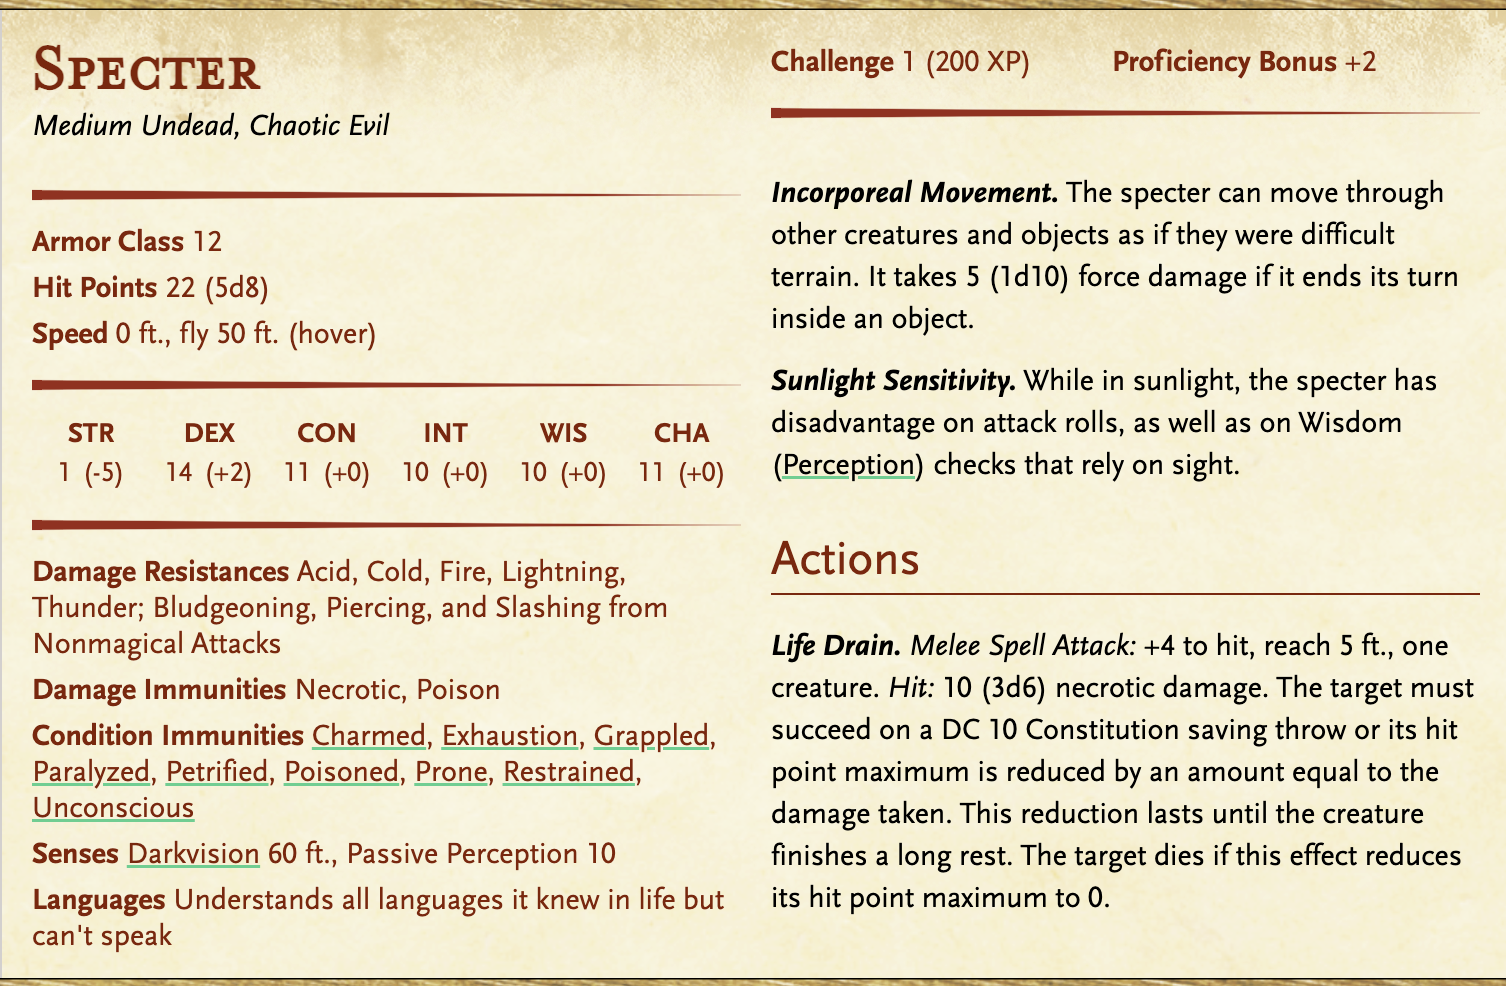 Specter
Medium Undead, Chaotic Evil
Armor Class 12
Hit Points 22 (5d8)
Speed 0 ft., fly 50 ft. (hover)
STR DEX CON INT WIS CHA
1 (-5) 14 (+2) 11 (+0) 10 (+0) 10 (+0) 11 (+0)
Damage Resistances Acid, Cold, Fire, Lightning,
Thunder; Bludgeoning, Piercing, and Slashing from
Nonmagical Attacks
Damage Immunities Necrotic, Poison
Condition Immunities Charmed, Exhaustion, Grappled,
Paralyzed, Petrified, Poisoned, Prone, Restrained,
Unconscious
Senses Darkvision 60 ft., Passive Perception 10
Languages Understands all languages it knew in life but
can't speak
Challenge 1 (200 XP) Proficiency Bonus +2
Incorporeal Movement. The specter can move through
other creatures and objects as if they were difficult
terrain. It takes 5 (1d10) force damage if it ends its turn
inside an object.
Sunlight Sensitivity. While in sunlight, the specter has
disadvantage on attack rolls, as well as on Wisdom
(Perception) checks that rely on sight.
Actions
Life Drain. Melee Spell Attack: +4 to hit, reach 5 ft., one
creature. Hit: 10 (3d6) necrotic damage. The target must
succeed on a DC 10 Constitution saving throw or its hit
point maximum is reduced by an amount equal to the
damage taken. This reduction lasts until the creature
finishes a long rest. The target dies if this effect reduces
its hit point maximum to 0.